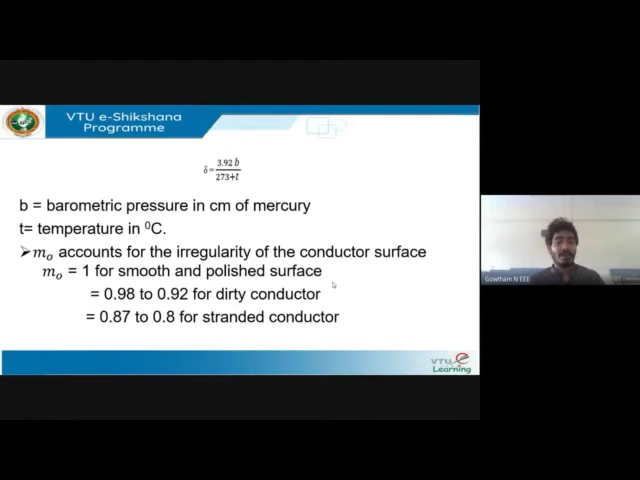 VTU e-Shikshana
Programme
δ = 3.92 b / 273+t
b = barometric pressure in cm of mercury
t= temperature in ⁰C.
➢mₒ accounts for the irregularity of the conductor surface
mₒ = 1 for smooth and polished surface
= 0.98 to 0.92 for dirty conductor
= 0.87 to 0.8 for stranded conductor
Gowtham N EEE
VTU e
Learning